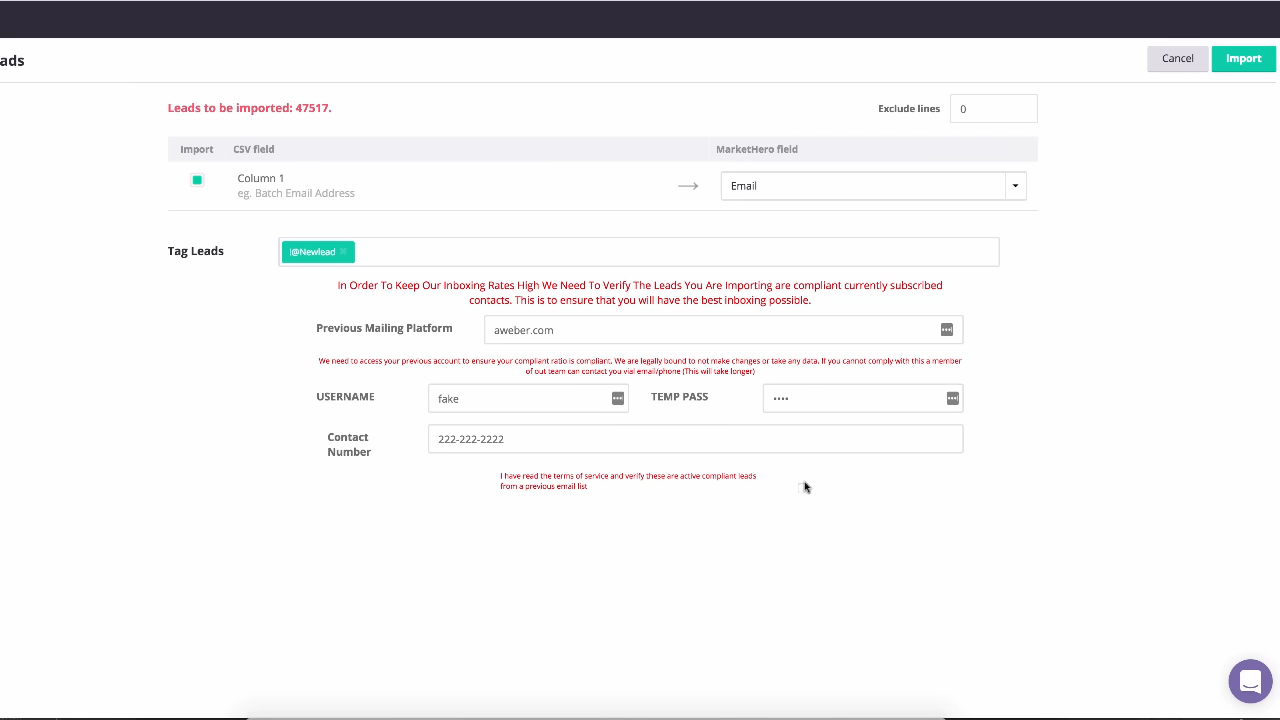 ads
Cancel
Import
Leads to be imported: 47517.
Exclude lines
0
Import
CSV field
MarketHero field
Column 1
eg. Batch Email Address
Email
Tag Leads
!@Newlead
In Order To Keep Our Inboxing Rates High We Need To Verify The Leads You Are Importing are compliant currently subscribed
contacts. This is to ensure that you will have the best inboxing possible.
Previous Mailing Platform
aweber.com
We need to access your previous account to ensure your compliant ratio is compliant. We are legally bound to not make changes or take any data. If you cannot comply with this a member
of out team can contact you vial email/phone (This will take longer)
USERNAME
fake
TEMP PASS
••••
Contact
Number
222-222-2222
I have read the terms of service and verify these are active compliant leads
from a previous email list